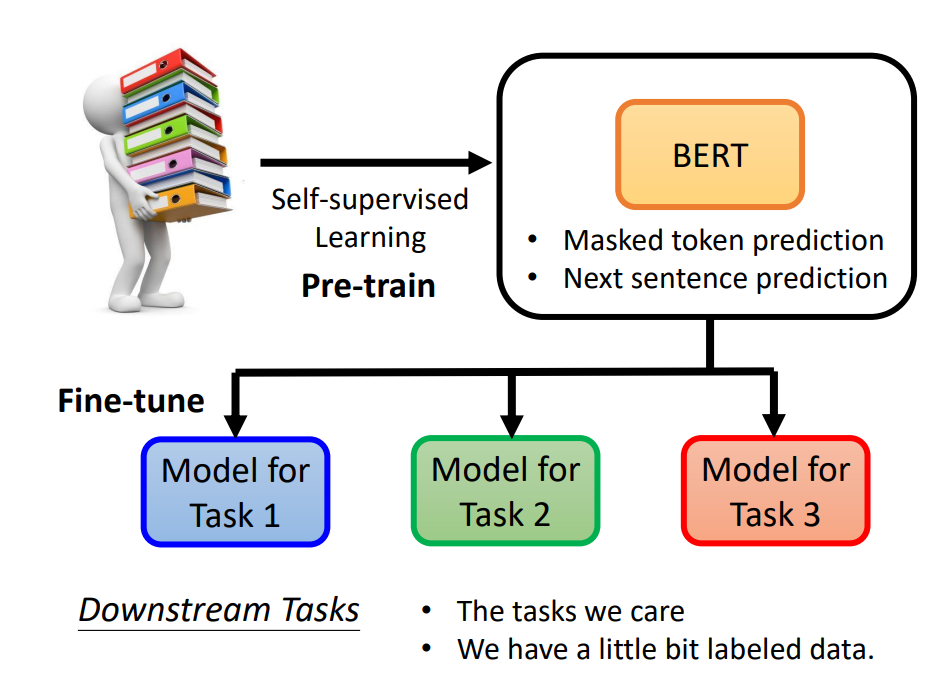 BERT
Self-supervised
Learning
Pre-train
• Masked token prediction
• Next sentence prediction
Fine-tune
Model for
Task 1
Model for
Task 2
Model for
Task 3
Downstream Tasks
• The tasks we care
• We have a little bit labeled data.